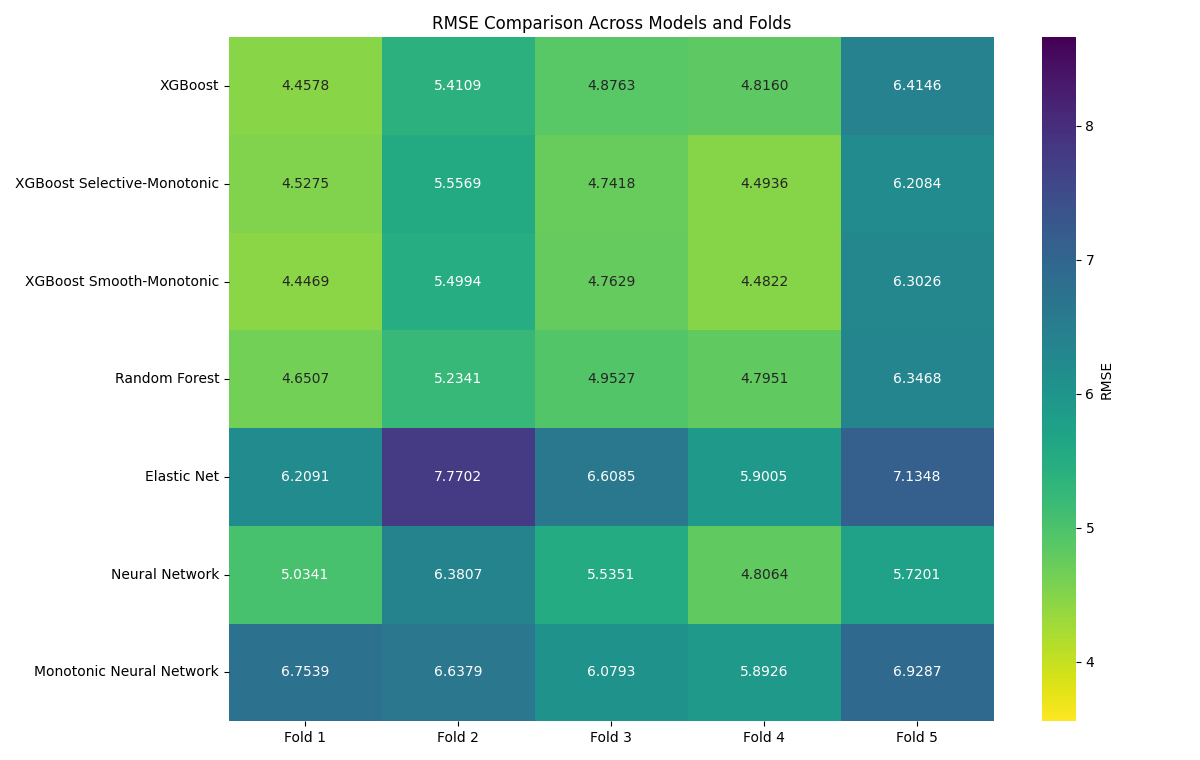 RMSE Comparison Across Models and Folds
XGBoost 4.4578 5.4109 4.8763 4.8160 6.4146
XGBoost Selective-Monotonic 4.5275 5.5569 4.7418 4.4936 6.2084
XGBoost Smooth-Monotonic 4.4469 5.4994 4.7629 4.4822 6.3026
Random Forest 4.6507 5.2341 4.9527 4.7951 6.3468
Elastic Net 6.2091 7.7702 6.6085 5.9005 7.1348
Neural Network 5.0341 6.3807 5.5351 4.8064 5.7201
Monotonic Neural Network 6.7539 6.6379 6.0793 5.8926 6.9287
Fold 1 Fold 2 Fold 3 Fold 4 Fold 5
8
7
6
5
4
RMSE